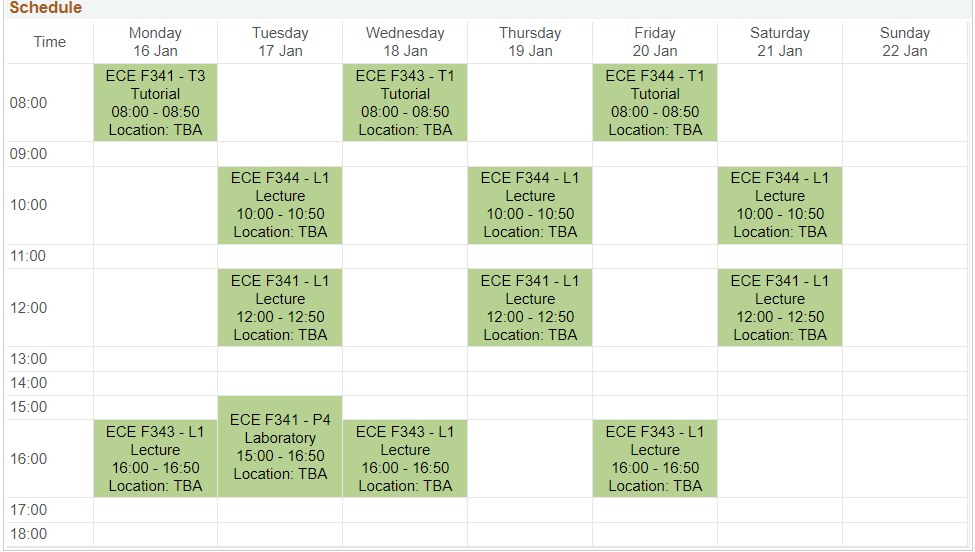 Schedule
Time
Monday
16 Jan
Tuesday
17 Jan
Wednesday
18 Jan
Thursday
19 Jan
Friday
20 Jan
Saturday
21 Jan
Sunday
22 Jan
08:00
ECE F341 - T3
Tutorial
08:00 - 08:50
Location: TBA
ECE F343 - T1
Tutorial
08:00 - 08:50
Location: TBA
ECE F344 - T1
Tutorial
08:00 - 08:50
Location: TBA
09:00
10:00
ECE F344 - L1
Lecture
10:00 - 10:50
Location: TBA
ECE F344 - L1
Lecture
10:00 - 10:50
Location: TBA
ECE F344 - L1
Lecture
10:00 - 10:50
Location: TBA
11:00
12:00
ECE F341 - L1
Lecture
12:00 - 12:50
Location: TBA
ECE F341 - L1
Lecture
12:00 - 12:50
Location: TBA
ECE F341 - L1
Lecture
12:00 - 12:50
Location: TBA
13:00
14:00
15:00
ECE F341 - P4
Laboratory
15:00 - 16:50
Location: TBA
16:00
ECE F343 - L1
Lecture
16:00 - 16:50
Location: TBA
ECE F343 - L1
Lecture
16:00 - 16:50
Location: TBA
ECE F343 - L1
Lecture
16:00 - 16:50
Location: TBA
17:00
18:00